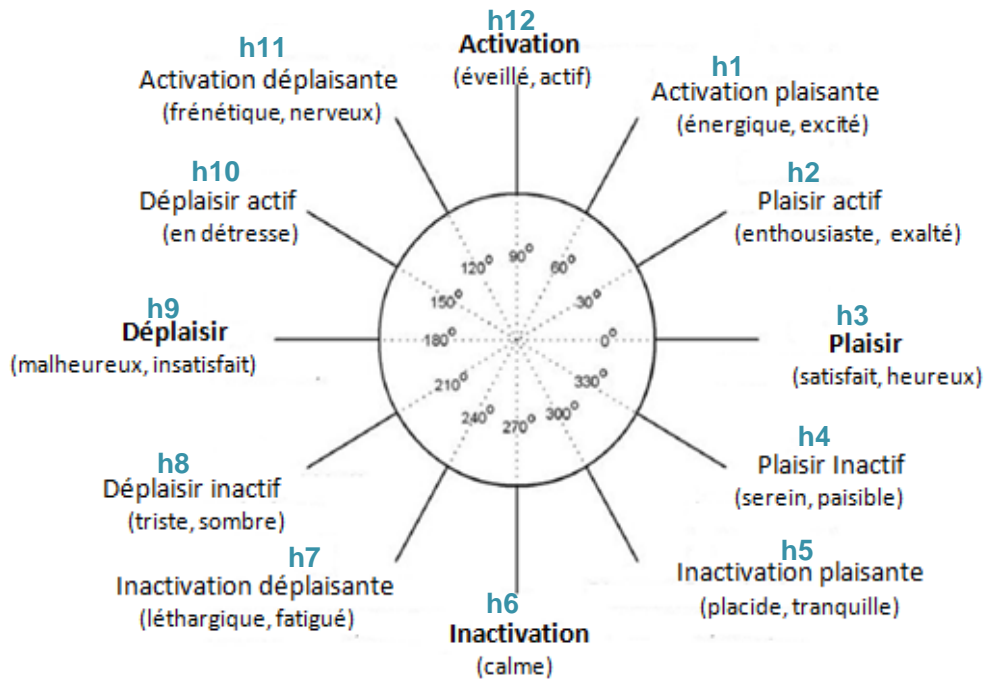 h12
Activation
(éveillé, actif)
h1
Activation plaisante
(énergique, excité)
h2
Plaisir actif
(enthousiaste, exalté)
h3
Plaisir
(satisfait, heureux)
h4
Plaisir Inactif
(serein, paisible)
h5
Inactivation plaisante
(placide, tranquille)
h6
Inactivation
(calme)
h7
Inactivation déplaisante
(léthargique, fatigué)
h8
Déplaisir inactif
(triste, sombre)
h9
Déplaisir
(malheureux, insatisfait)
h10
Déplaisir actif
(en détresse)
h11
Activation déplaisante
(frénétique, nerveux)
90°
60°
30°
0°
330°
300°
270°
240°
210°
180°
150°
120°